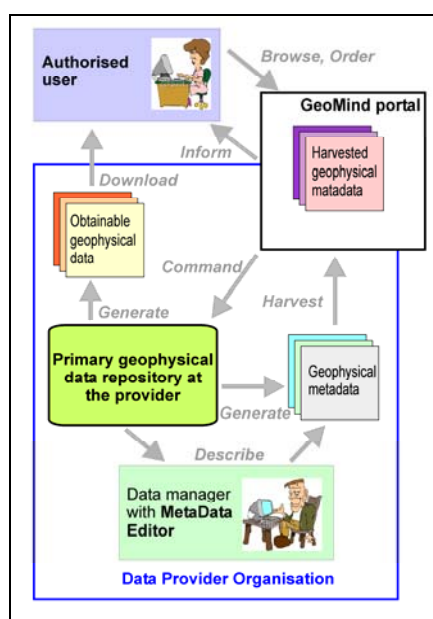 Authorised
user
Browse, Order
GeoMind portal
Inform
Harvested
geophysical
matadata
Download
Obtainable
geophysical
data
Command
Harvest
Generate
Primary geophysical
data repository at
the provider
Geophysical
metadata
Generate
Describe
Data manager
with MetaData
Editor
Data Provider Organisation